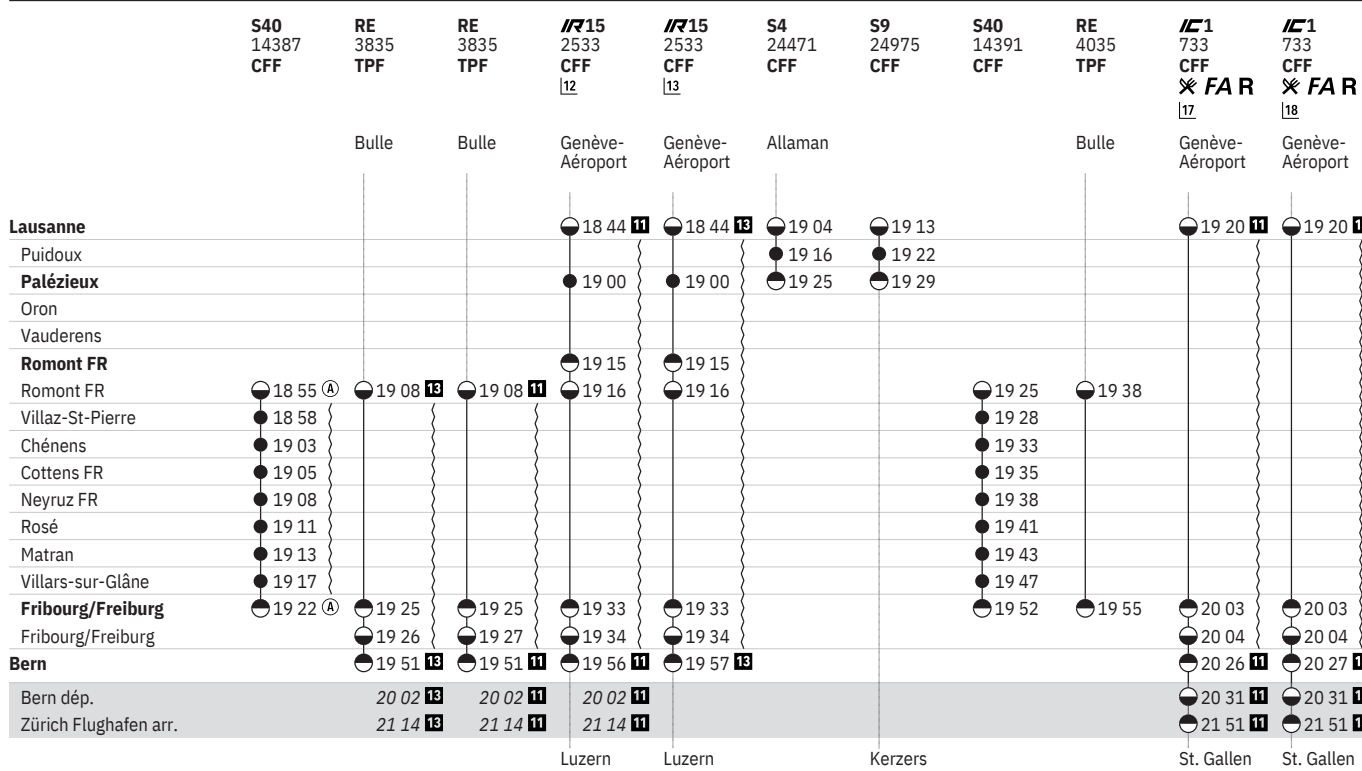 S40 RE RE IR15 IR15 S4 S9 S40 RE IC1 IC1
14387 3835 3835 2533 2533 24471 24975 14391 4035 733 733
CFF TPF TPF CFF CFF CFF CFF CFF TPF CFF CFF
12 13 FA R FA R
17 18
Bulle Bulle Genève- Genève- Allaman Bulle Genève- Genève-
Aéroport Aéroport Aéroport Aéroport
Lausanne 18 44 11 18 44 13 19 04 19 13 19 20 11 19 20
Puidoux 19 16 19 22
Palézieux 19 00 19 00 19 25 19 29
Oron
Vauderens
Romont FR 19 15 19 15
Romont FR 18 55 A 19 08 13 19 08 11 19 16 19 16 19 25 19 38
Villaz-St-Pierre 18 58 19 28
Chénens 19 03 19 33
Cottens FR 19 05 19 35
Neyruz FR 19 08 19 38
Rosé 19 11 19 41
Matran 19 13 19 43
Villars-sur-Glâne 19 17 19 47
Fribourg/Freiburg 19 22 A 19 25 19 25 19 33 19 33 19 52 19 55 20 03 20 03
Fribourg/Freiburg 19 26 19 27 19 34 19 34 20 04 20 04
Bern 19 51 13 19 51 11 19 56 11 19 57 13 20 26 11 20 27
Bern dép. 20 02 13 20 02 11 20 02 11 20 31 11 20 31
Zürich Flughafen arr. 21 14 13 21 14 11 21 14 11 21 51 11 21 51
Luzern Luzern Kerzers St. Gallen St. Gallen